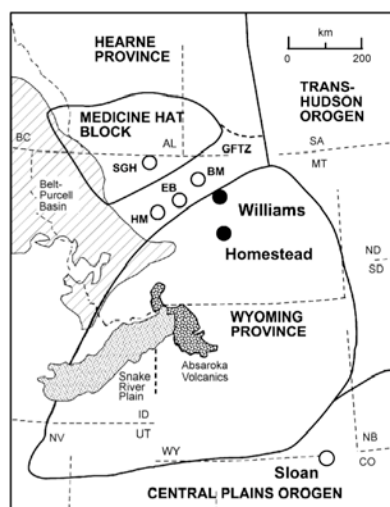 HEARNE
PROVINCE
km
0
200
TRANS-
HUDSON
OROGEN
MEDICINE HAT
BLOCK
GFTZ
BC
AL
SA
MT
SGH
BM
EB
HM
Belt-
Purcell
Basin
Williams
Homestead
ND
SD
WYOMING
PROVINCE
Absaroka
Volcanics
Snake
River
Plain
ID
UT
NV
WY
NB
CO
Sloan
CENTRAL PLAINS OROGEN